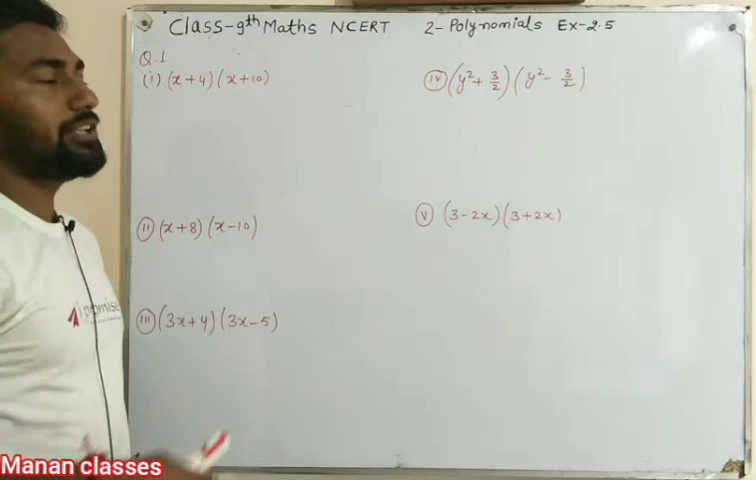 Class-9th Maths NCERT 2-Polynomials Ex-2.5
Q.1
(i) (x+4)(x+10)
(ii) (x+8)(x-10)
(iii) (3x+4)(3x-5)
(iv) (y²+ 3/2)(y²- 3/2)
(v) (3-2x)(3+2x)
promise
Manan classes